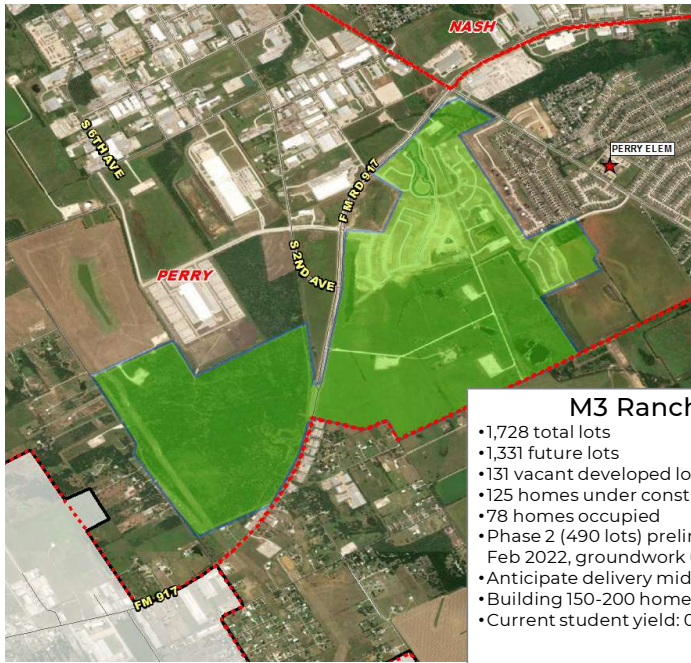 NASH
PERRY ELEM
S 6TH AVE
F M RD 917
S 2ND AVE
PERRY
FM 917
M3 Ranch
•1,728 total lots
•1,331 future lots
•131 vacant developed lo
•125 homes under const
•78 homes occupied
•Phase 2 (490 lots) prelim
Feb 2022, groundwork
•Anticipate delivery mid
•Building 150-200 home
•Current student yield: 0